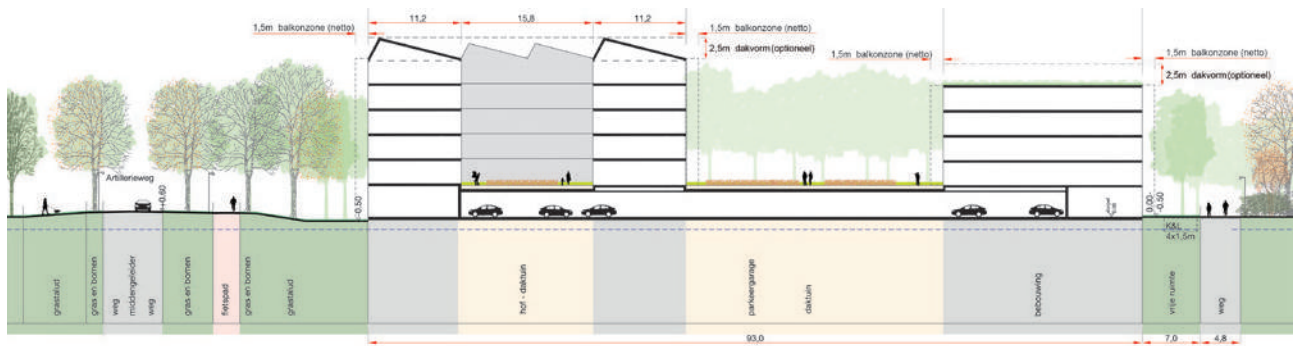 11,2
15,8
11,2
1,5m balkonzone (netto)
1,5m balkonzone (netto)
2,5m dakvorm(optioneel)
1,5m balkonzone (netto)
1,5m balkonzone (netto)
2,5m dakvorm(optioneel)
Artillerieweg
+0.60
-0.50
0.00
-0.50
K&L
4x1,5m
grastalud
gras en bomen
weg
middengeleider
weg
gras en bomen
fietspad
gras en bomen
grastalud
hof - daktuin
parkeergarage
daktuin
bebouwing
vrije ruimte
weg
93,0
7,0
4,8